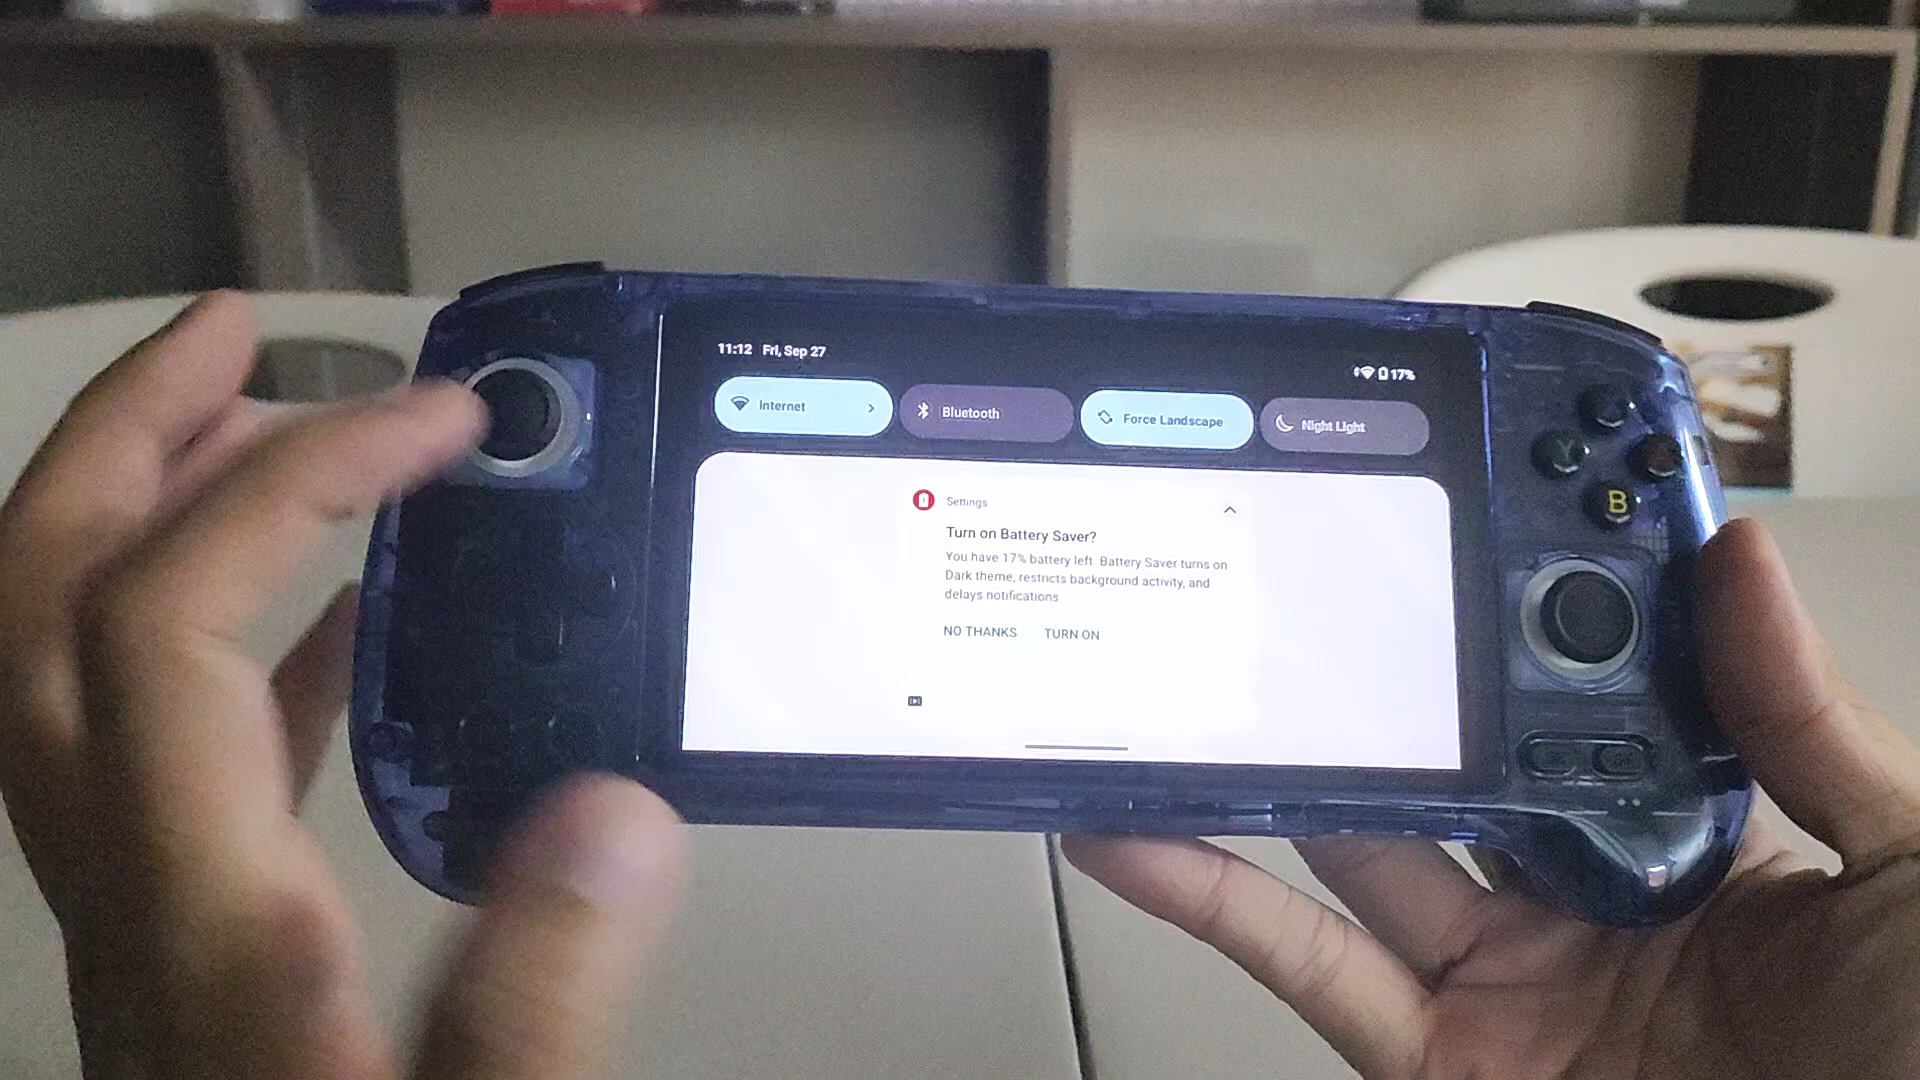 11:12 Fri, Sep 27
17%
Internet
Bluetooth
Force Landscape
Night Light
Settings
Turn on Battery Saver?
You have 17% battery left. Battery Saver turns on
Dark theme, restricts background activity, and
delays notifications.
NO THANKS TURN ON
Y
B